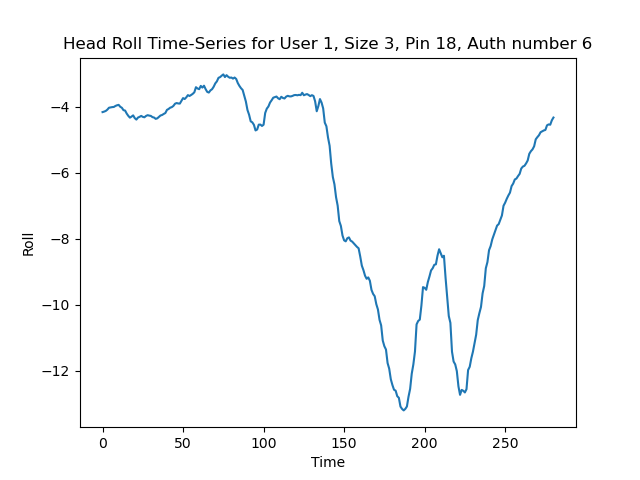 Head Roll Time-Series for User 1, Size 3, Pin 18, Auth number 6
−4
−6
−8
−10
−12
Roll
0 50 100 150 200 250
Time